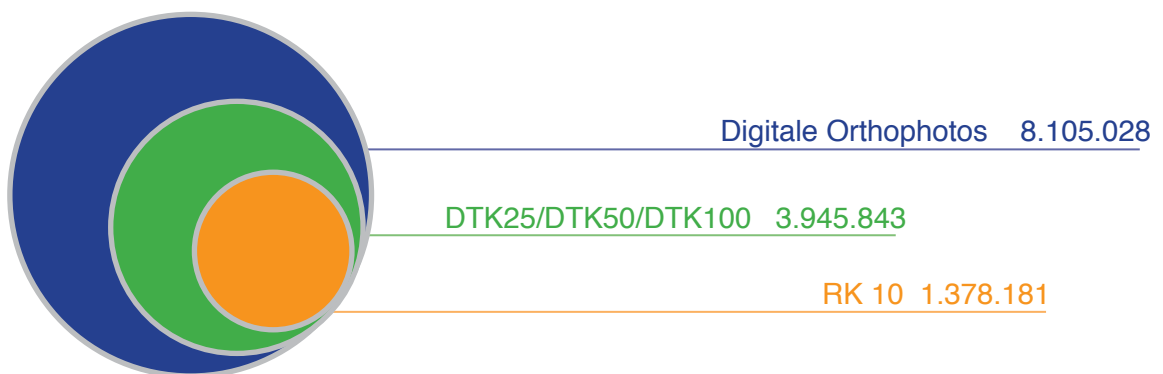 Digitale Orthophotos 8.105.028
DTK25/DTK50/DTK100 3.945.843
RK 10 1.378.181